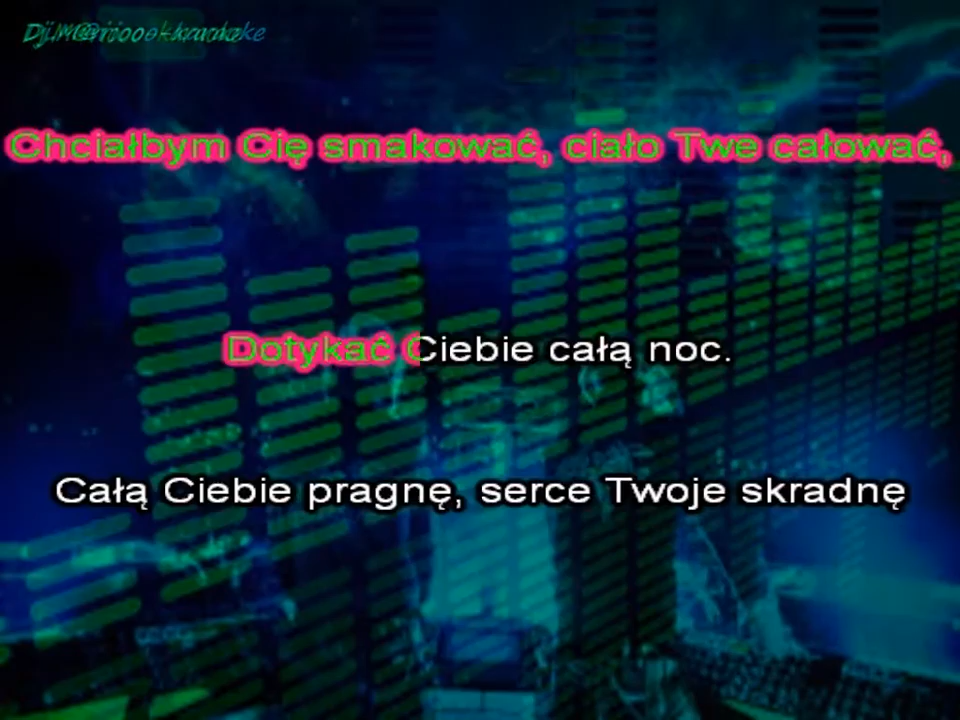 Chciałbym Cię smakować, ciało Twe całować,
Dotykać Ciebie całą noc.
Całą Ciebie pragnę, serce Twoje skradnę